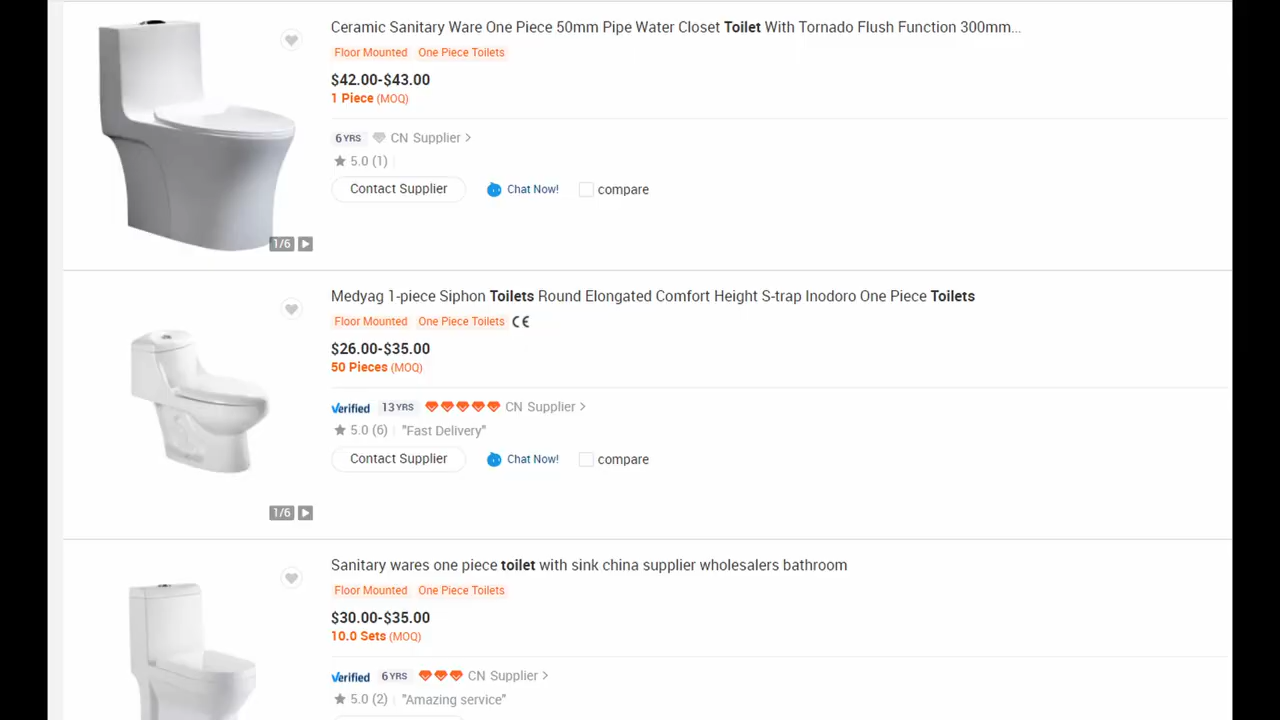 Ceramic Sanitary Ware One Piece 50mm Pipe Water Closet Toilet With Tornado Flush Function 300mm...
Floor Mounted One Piece Toilets
$42.00-$43.00
1 Piece (MOQ)
6 YRS CN Supplier >
5.0 (1)
Contact Supplier Chat Now! compare
1/6
Medyag 1-piece Siphon Toilets Round Elongated Comfort Height S-trap Inodoro One Piece Toilets
Floor Mounted One Piece Toilets CE
$26.00-$35.00
50 Pieces (MOQ)
Verified 13 YRS CN Supplier >
5.0 (6) "Fast Delivery"
Contact Supplier Chat Now! compare
1/6
Sanitary wares one piece toilet with sink china supplier wholesalers bathroom
Floor Mounted One Piece Toilets
$30.00-$35.00
10.0 Sets (MOQ)
Verified 6 YRS CN Supplier >
5.0 (2) "Amazing service"